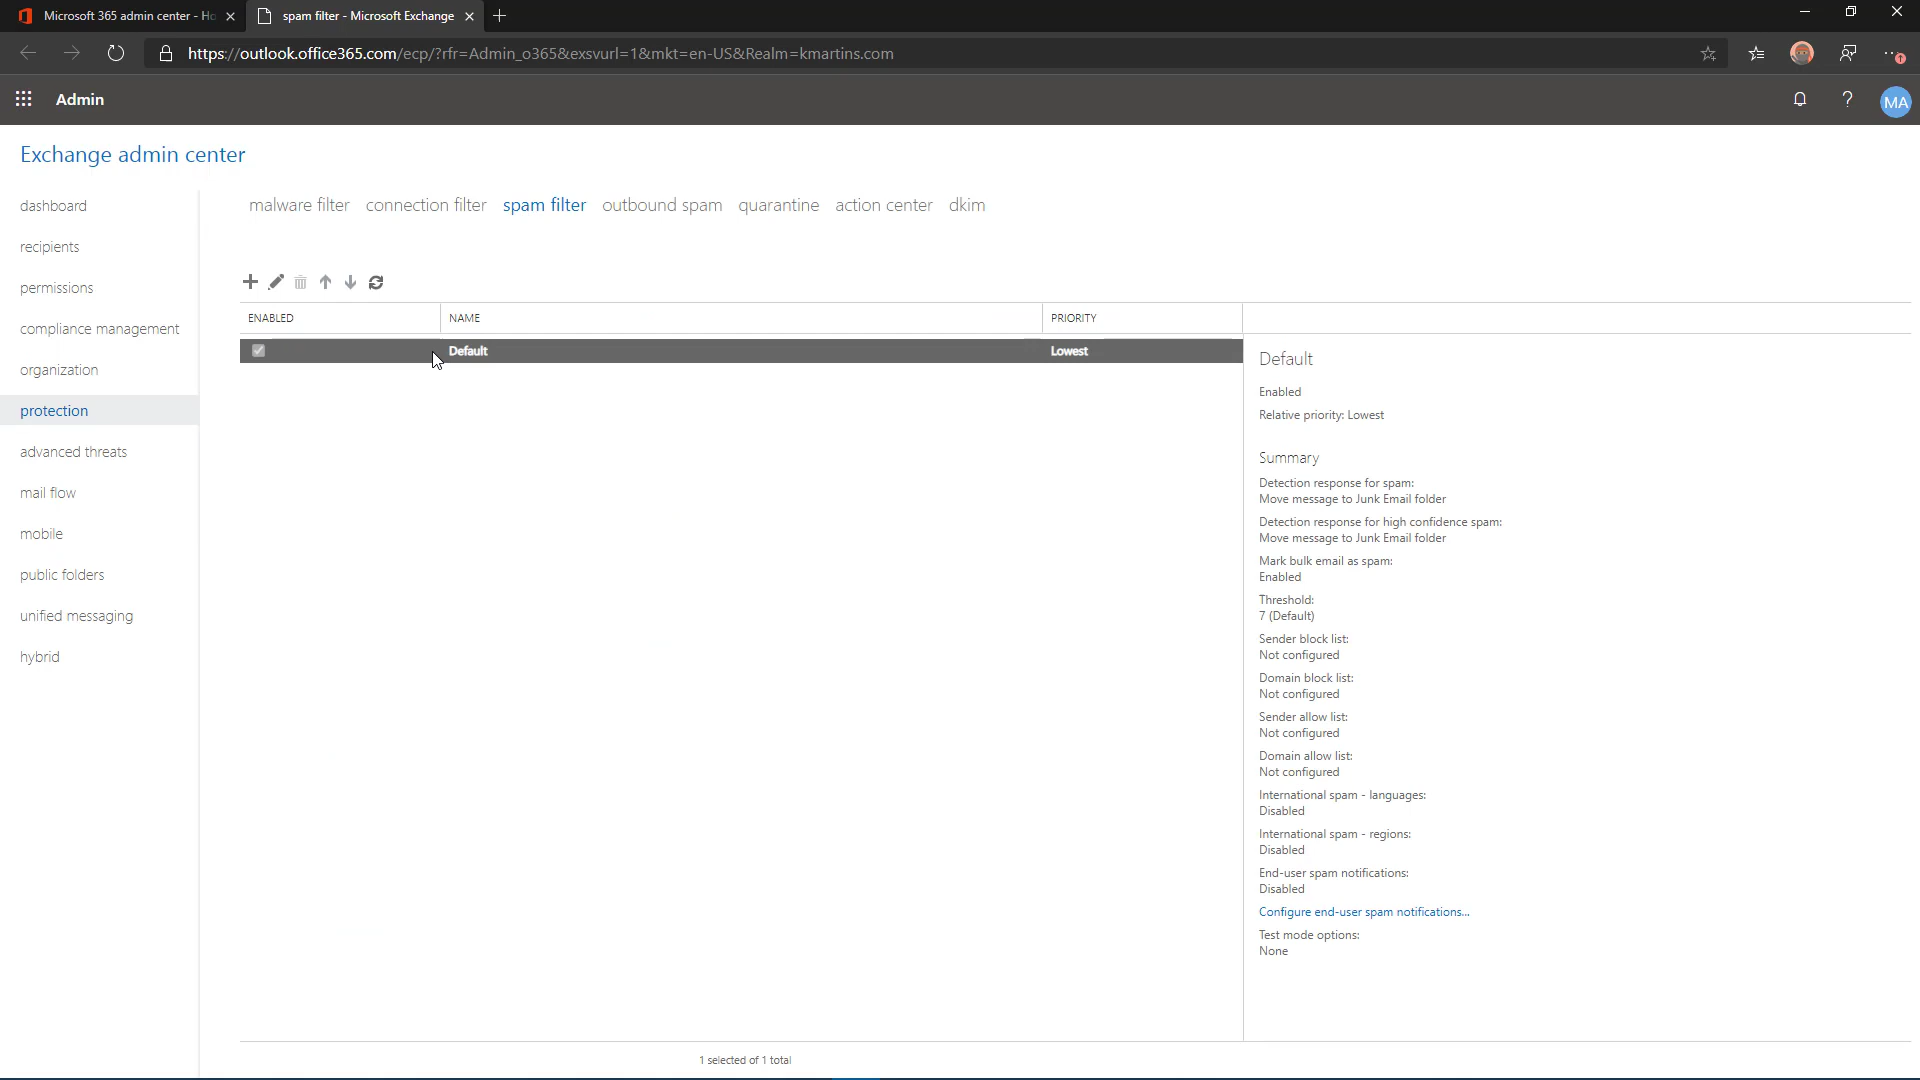 Microsoft 365 admin center - Ho
spam filter - Microsoft Exchange
https://outlook.office365.com/ecp/?rfr=Admin_o365&exsvurl=1&mkt=en-US&Realm=kmartins.com
Admin
?
MA
Exchange admin center
dashboard
recipients
permissions
compliance management
organization
protection
advanced threats
mail flow
mobile
public folders
unified messaging
hybrid
malware filter connection filter spam filter outbound spam quarantine action center dkim
ENABLED NAME PRIORITY
Default Lowest
Default
Enabled
Relative priority: Lowest
Summary
Detection response for spam:
Move message to Junk Email folder
Detection response for high confidence spam:
Move message to Junk Email folder
Mark bulk email as spam:
Enabled
Threshold:
7 (Default)
Sender block list:
Not configured
Domain block list:
Not configured
Sender allow list:
Not configured
Domain allow list:
Not configured
International spam - languages:
Disabled
International spam - regions:
Disabled
End-user spam notifications:
Disabled
Configure end-user spam notifications...
Test mode options:
None
1 selected of 1 total